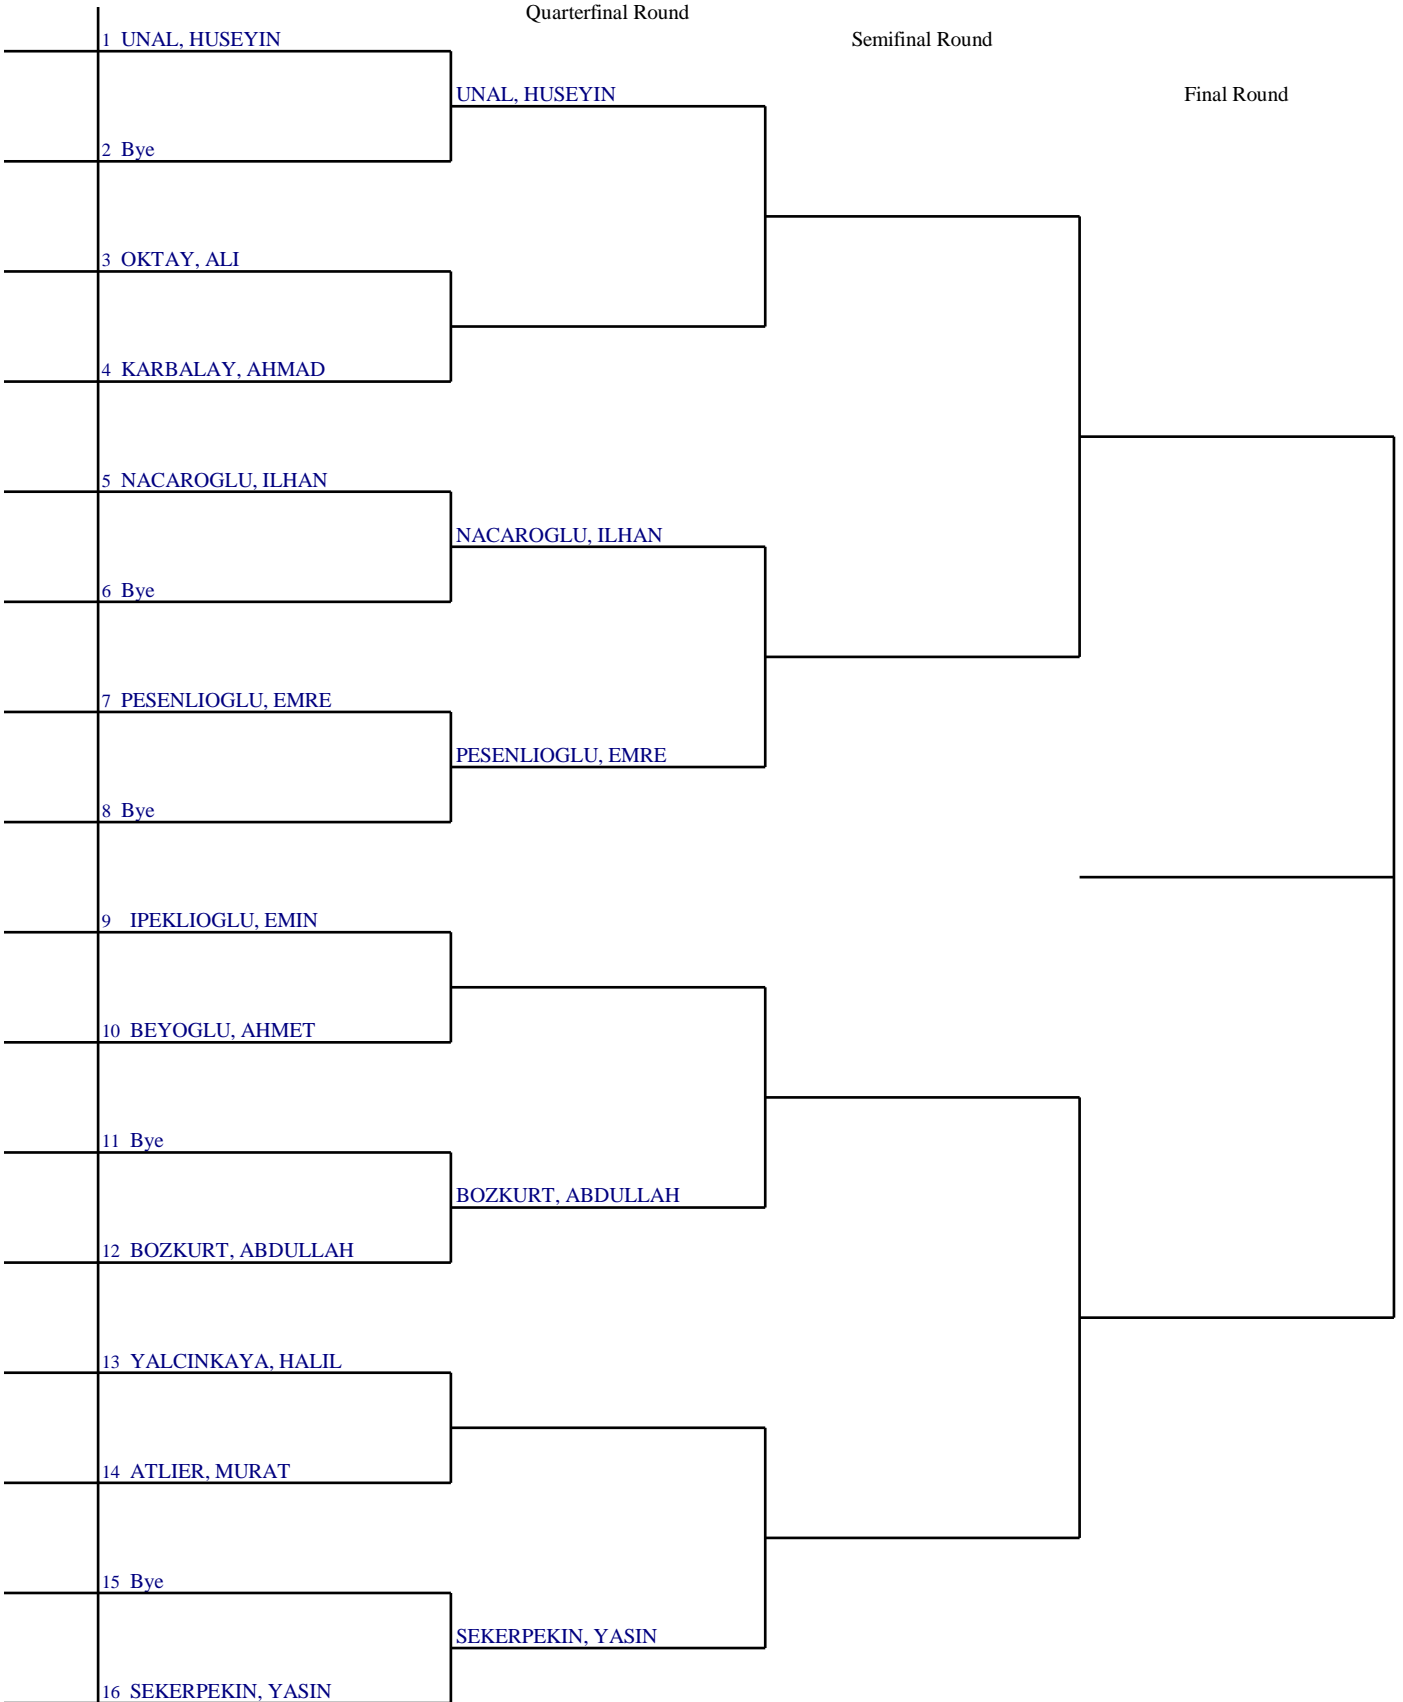 Quarterfinal Round
Semifinal Round
Final Round
1 UNAL, HUSEYIN
UNAL, HUSEYIN
2 Bye
3 OKTAY, ALI
4 KARBALAY, AHMAD
5 NACAROGLU, ILHAN
NACAROGLU, ILHAN
6 Bye
7 PESENLIOGLU, EMRE
PESENLIOGLU, EMRE
8 Bye
9 IPEKLIOGLU, EMIN
10 BEYOGLU, AHMET
11 Bye
BOZKURT, ABDULLAH
12 BOZKURT, ABDULLAH
13 YALCINKAYA, HALIL
14 ATLIER, MURAT
15 Bye
SEKERPEKIN, YASIN
16 SEKERPEKIN, YASIN